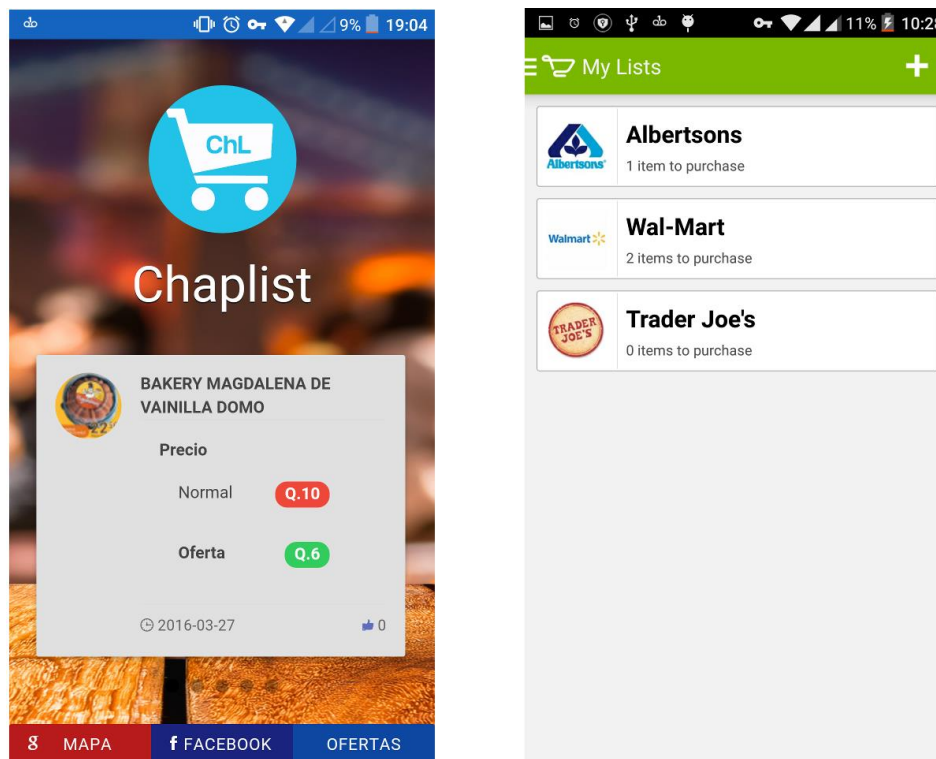 9% 19:04
ChL
Chaplist
BAKERY MAGDALENA DE
VAINILLA DOMO
Precio
Normal Q.10
Oferta Q.6
2016-03-27 0
MAPA f FACEBOOK OFERTAS
11% 10:28
My Lists
Albertsons
Albertsons
1 item to purchase
Walmart
Wal-Mart
2 items to purchase
TRADER
JOE'S
Trader Joe's
0 items to purchase